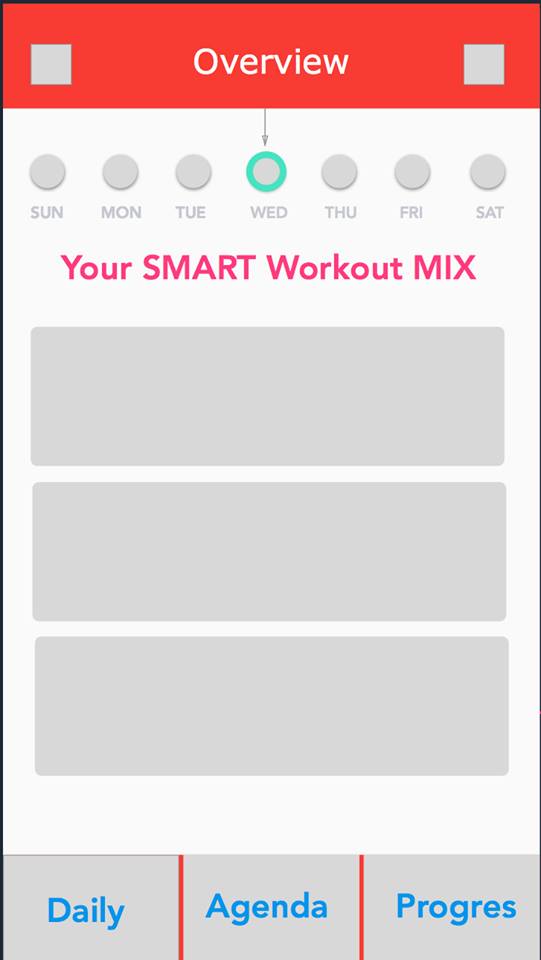 Overview
SUN MON TUE WED THU FRI SAT
Your SMART Workout MIX
Daily Agenda Progres